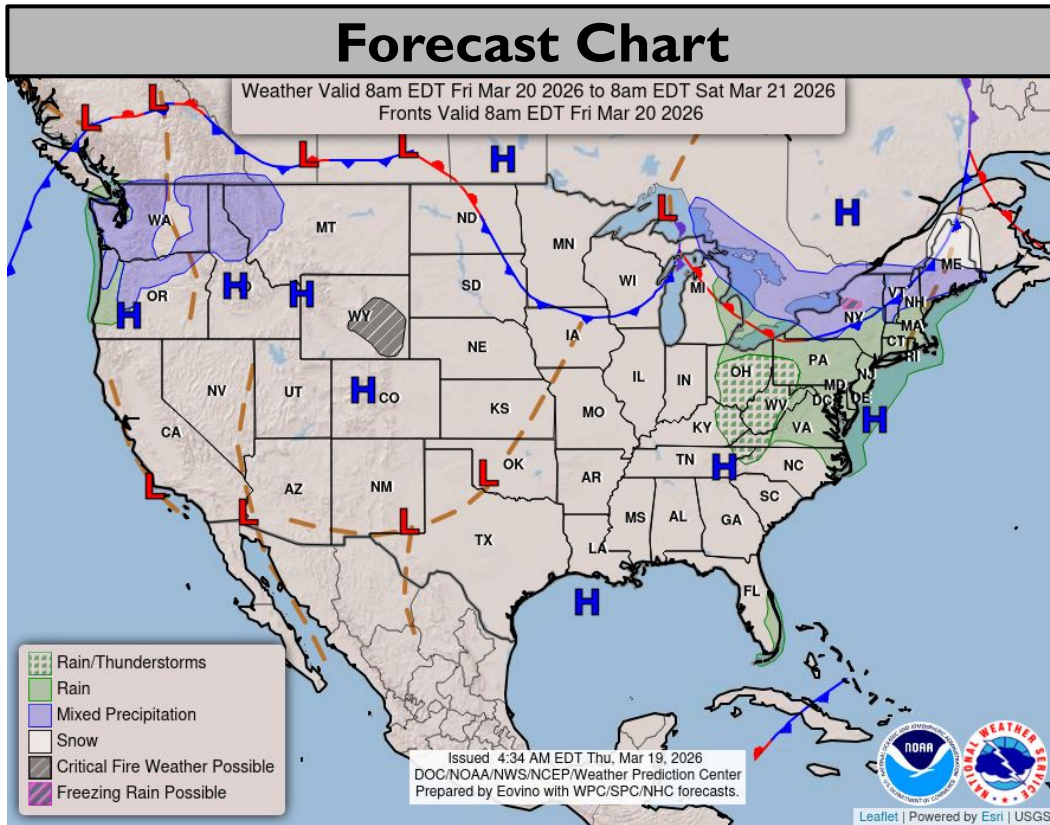 Forecast Chart
Weather Valid 8am EDT Fri Mar 20 2026 to 8am EDT Sat Mar 21 2026
Fronts Valid 8am EDT Fri Mar 20 2026
L
L
L
L
H
H
WA
MT
ND
MN
L
ME
OR
H
H
H
SD
WI
MI
VT
NH
H
WY
IA
NY
MA
CT
RI
NE
OH
PA
NJ
NV
UT
H
CO
IL
IN
WV
MD
DC
DE
H
CA
KS
MO
KY
VA
L
AZ
NM
L
OK
AR
TN
H
NC
L
L
TX
MS
AL
GA
SC
LA
H
FL
Rain/Thunderstorms
Rain
Mixed Precipitation
Snow
Critical Fire Weather Possible
Freezing Rain Possible
Issued 4:34 AM EDT Thu, Mar 19, 2026
DOC/NOAA/NWS/NCEP/Weather Prediction Center
Prepared by Eovino with WPC/SPC/NHC forecasts.
NOAA
NATIONAL WEATHER SERVICE
Leaflet | Powered by Esri | USGS